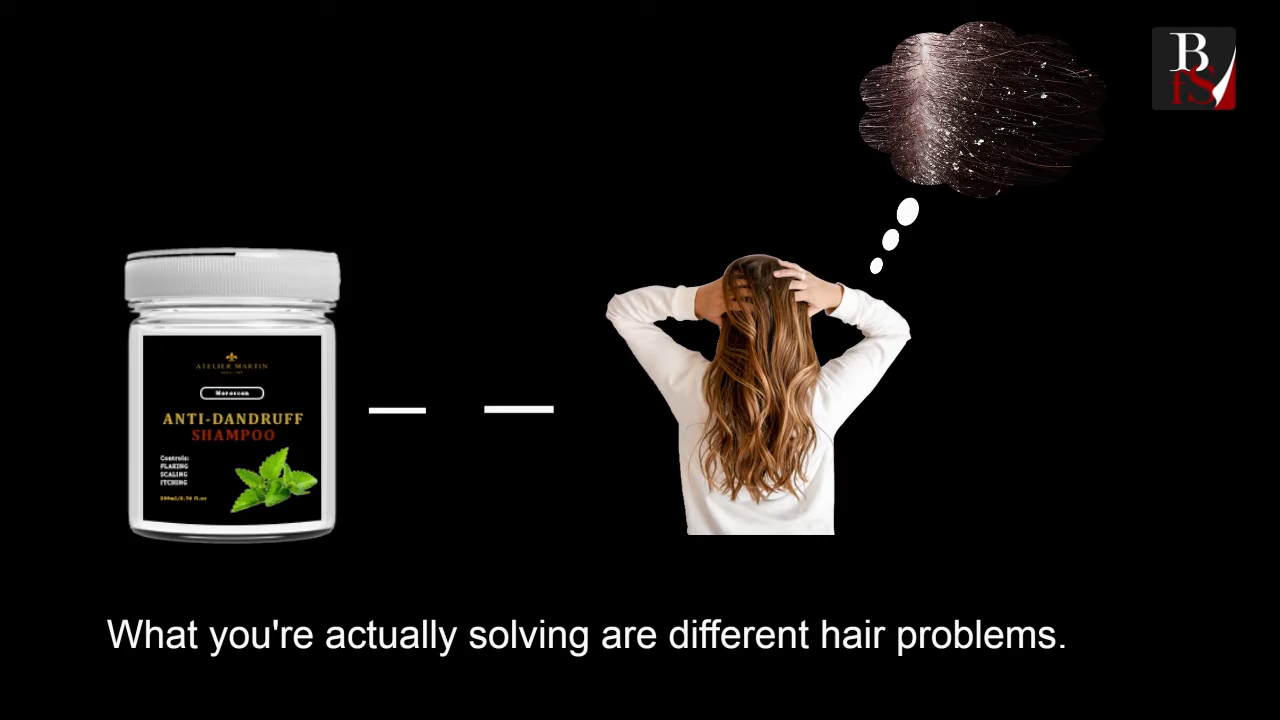 B
fS
ATELIER MARTIN
Moroccan
ANTI-DANDRUFF
SHAMPOO
Controls:
FLAKING
SCALING
ITCHING
What you're actually solving are different hair problems.